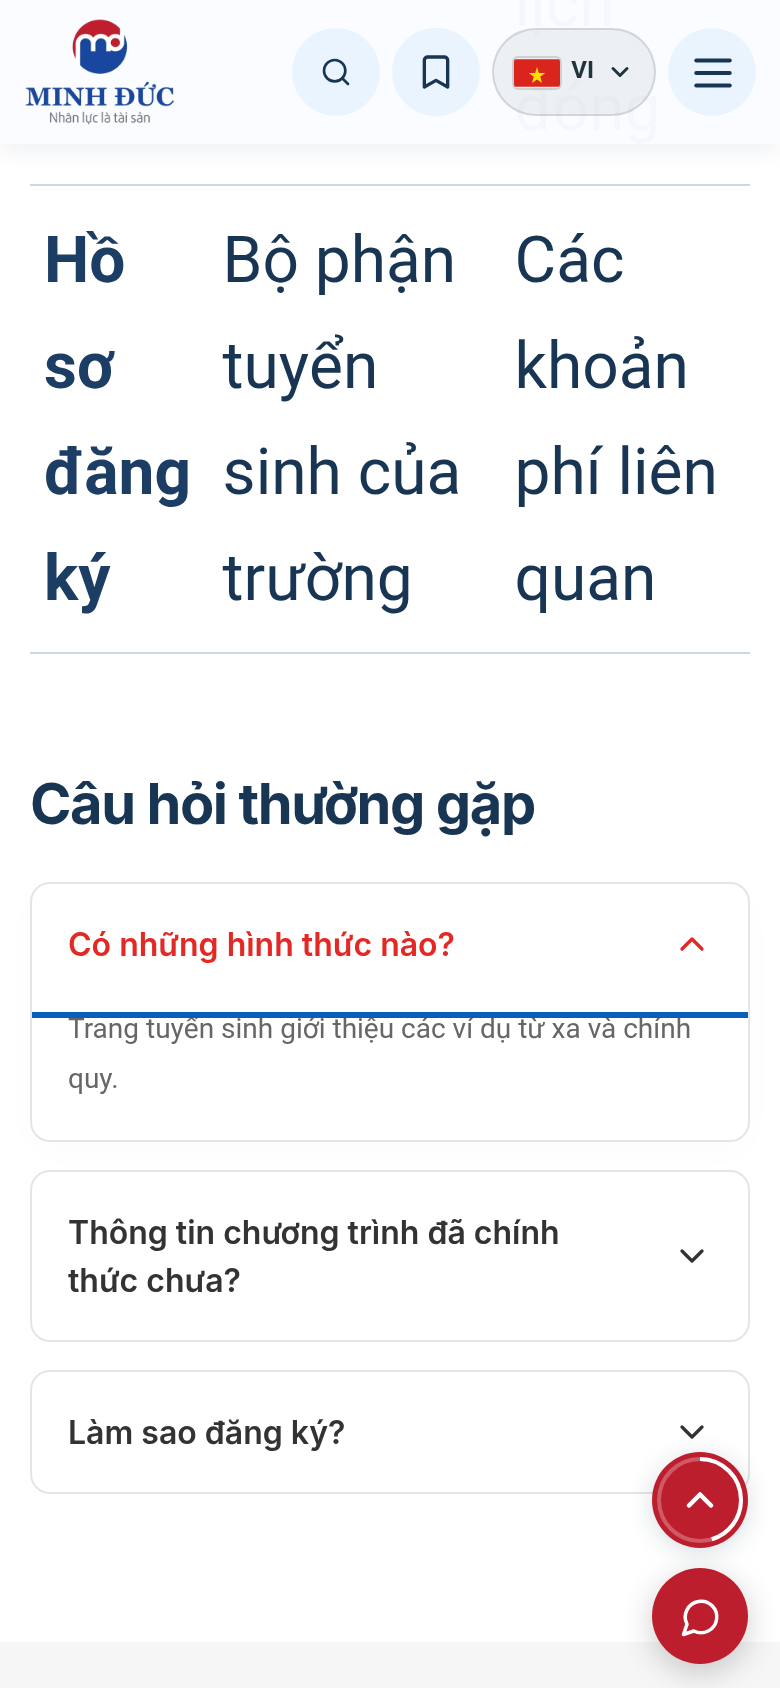 MINH ĐỨC
Nhân lực là tài sản
VI
lịch
đóng
Hồ sơ đăng ký
Bộ phận tuyển sinh của trường
Các khoản phí liên quan
Câu hỏi thường gặp
Có những hình thức nào?
Trang tuyển sinh giới thiệu các ví dụ từ xa và chính
quy.
Thông tin chương trình đã chính
thức chưa?
Làm sao đăng ký?